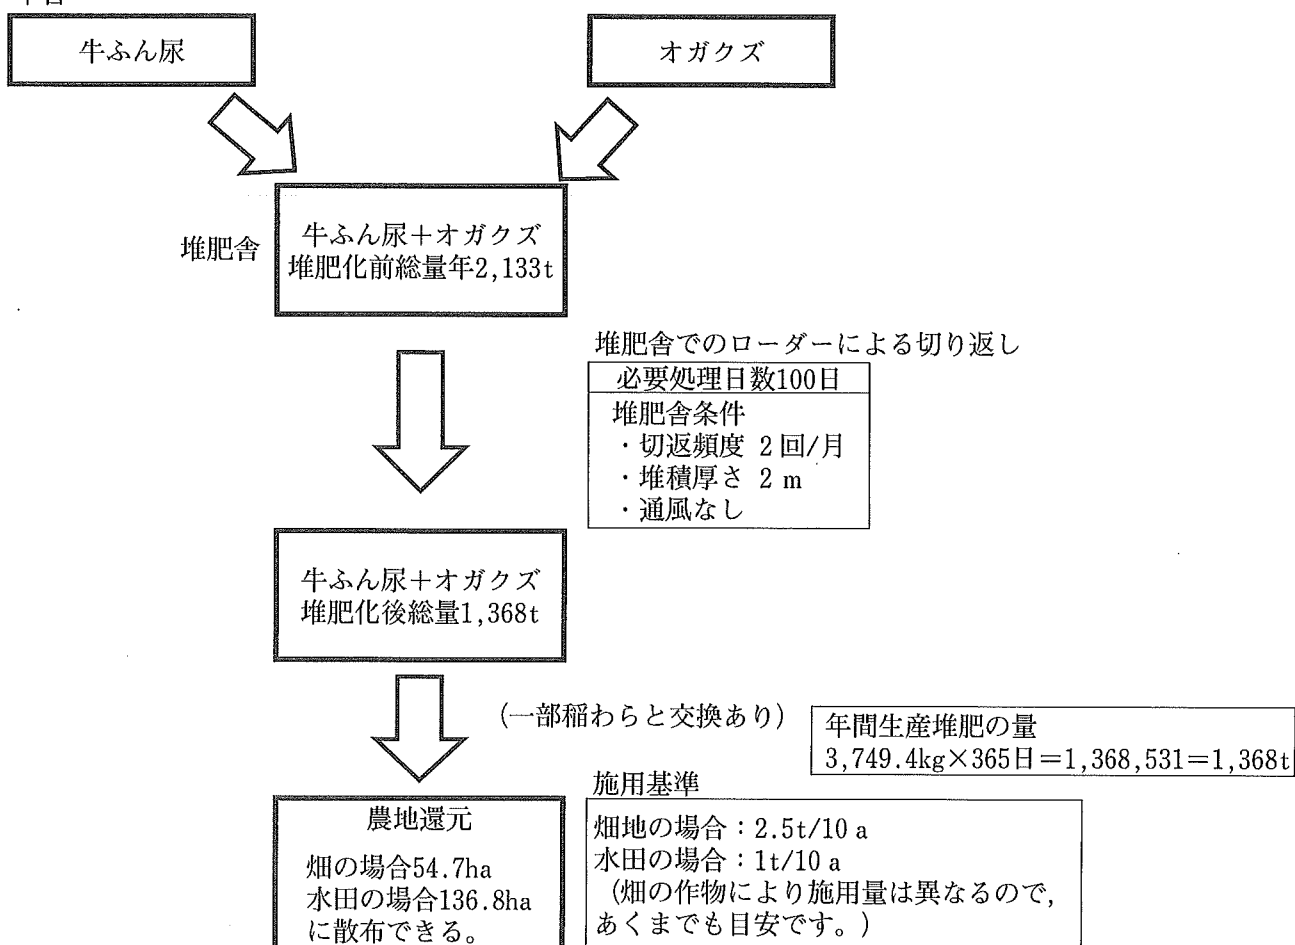 牛ふん尿
オガクズ
堆肥舎
牛ふん尿＋オガクズ
堆肥化前総量年2,133t
堆肥舎でのローダーによる切り返し
必要処理日数100日
堆肥舎条件
・切返頻度 2回/月
・堆積厚さ 2 m
・通風なし
牛ふん尿＋オガクズ
堆肥化後総量1,368t
（一部稲わらと交換あり）
年間生産堆肥の量
3,749.4kg×365日＝1,368,531＝1,368t
農地還元
畑の場合54.7ha
水田の場合136.8ha
に散布できる。
施用基準
畑地の場合：2.5t/10 a
水田の場合：1t/10 a
（畑の作物により施用量は異なるので，
あくまでも目安です。）